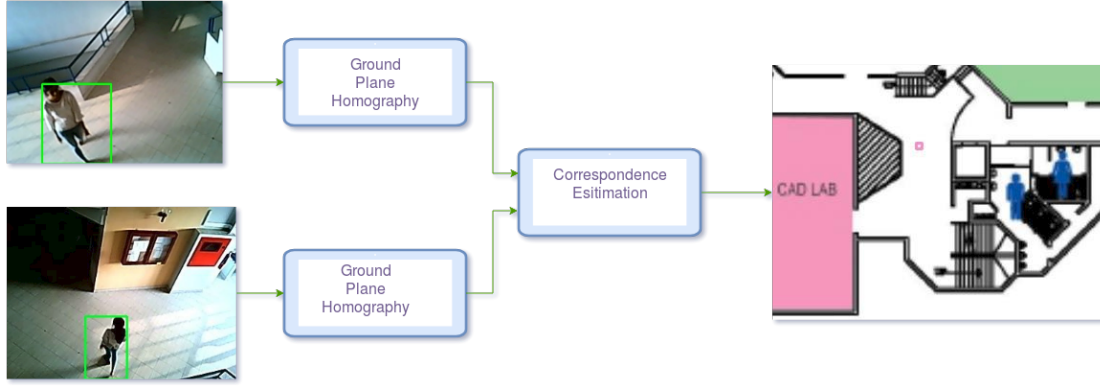 Ground
Plane
Homography
Correspondence
Esitimation
CAD LAB
Ground
Plane
Homography